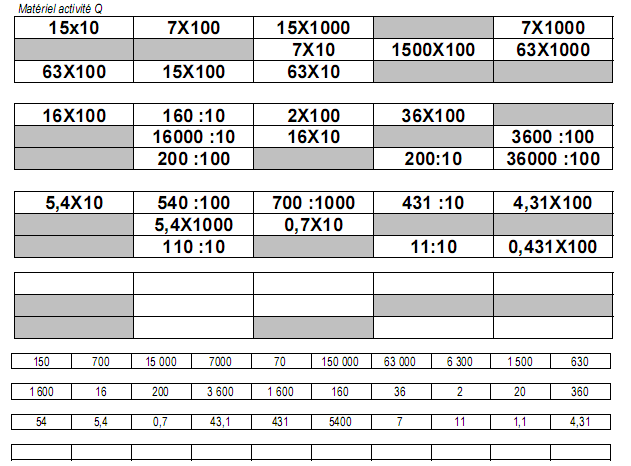 Matériel activité Q
15x10 7X100 15X1000 7X1000
7X10 1500X100 63X1000
63X100 15X100 63X10
16X100 160 :10 2X100 36X100
16000 :10 16X10 3600 :100
200 :100 200:10 36000 :100
5,4X10 540 :100 700 :1000 431 :10 4,31X100
5,4X1000 0,7X10
110 :10 11:10 0,431X100
150 700 15 000 7000 70 150 000 63 000 6 300 1 500 630
1 600 16 200 3 600 1 600 160 36 2 20 360
54 5,4 0,7 43,1 431 5400 7 11 1,1 4,31